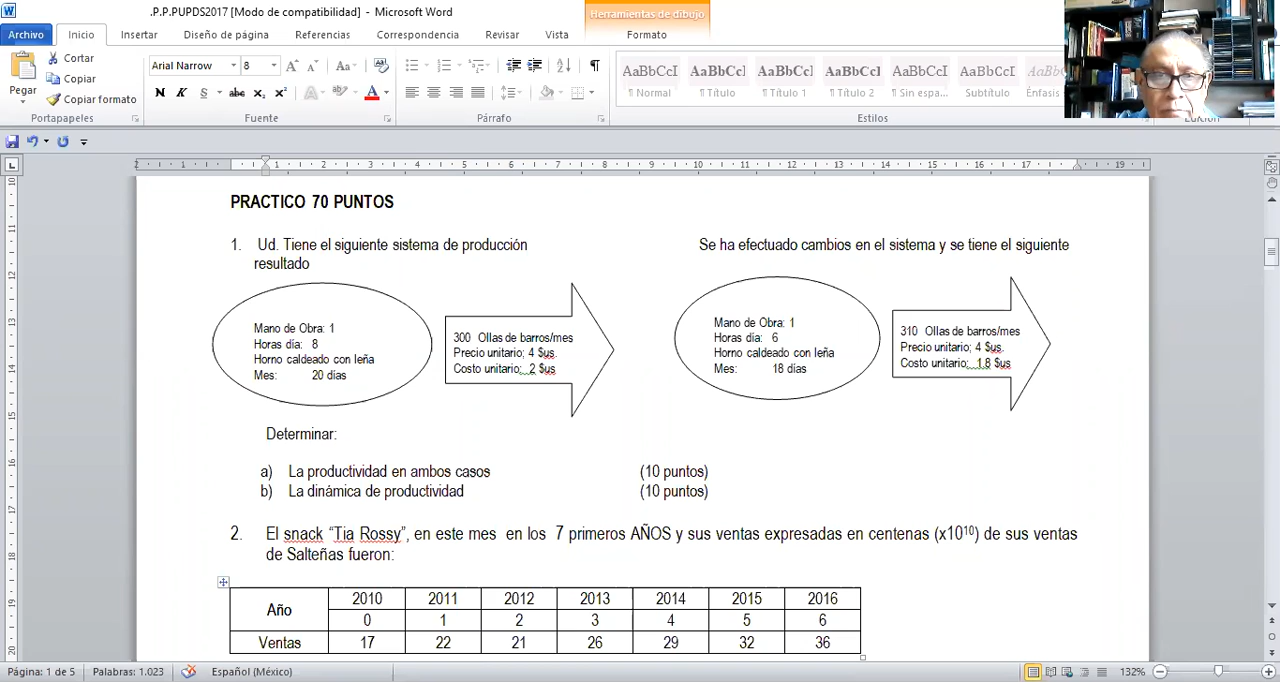 .P.P.PUPDS2017 [Modo de compatibilidad] - Microsoft Word
Herramientas de dibujo
Archivo Inicio Insertar Diseño de página Referencias Correspondencia Revisar Vista Formato
Pegar
Cortar
Copiar
Copiar formato
Arial Narrow 8
AaBbCcI AaBbCcI AaBbCcI AaBbCcI AaBbCcI AaBbCcI AaBbCcI
¶ Normal ¶ Título ¶ Título 1 ¶ Título 2 ¶ Sin espa... Subtítulo Énfasis
Portapapeles Fuente Párrafo Estilos
PRACTICO 70 PUNTOS
1. Ud. Tiene el siguiente sistema de producción Se ha efectuado cambios en el sistema y se tiene el siguiente
resultado
Mano de Obra: 1
Horas día: 8
Horno caldeado con leña
Mes: 20 días
300 Ollas de barros/mes
Precio unitario: 4 $us.
Costo unitario: 2 $us
Mano de Obra: 1
Horas día: 6
Horno caldeado con leña
Mes: 18 días
310 Ollas de barros/mes
Precio unitario: 4 $us.
Costo unitario: 1.8 $us
Determinar:
a) La productividad en ambos casos (10 puntos)
b) La dinámica de productividad (10 puntos)
2. El snack “Tia Rossy”, en este mes en los 7 primeros AÑOS y sus ventas expresadas en centenas (x10¹⁰) de sus ventas
de Salteñas fueron:
Año 2010 2011 2012 2013 2014 2015 2016
0 1 2 3 4 5 6
Ventas 17 22 21 26 29 32 36
Página: 1 de 5 Palabras: 1.023 Español (México) 132%